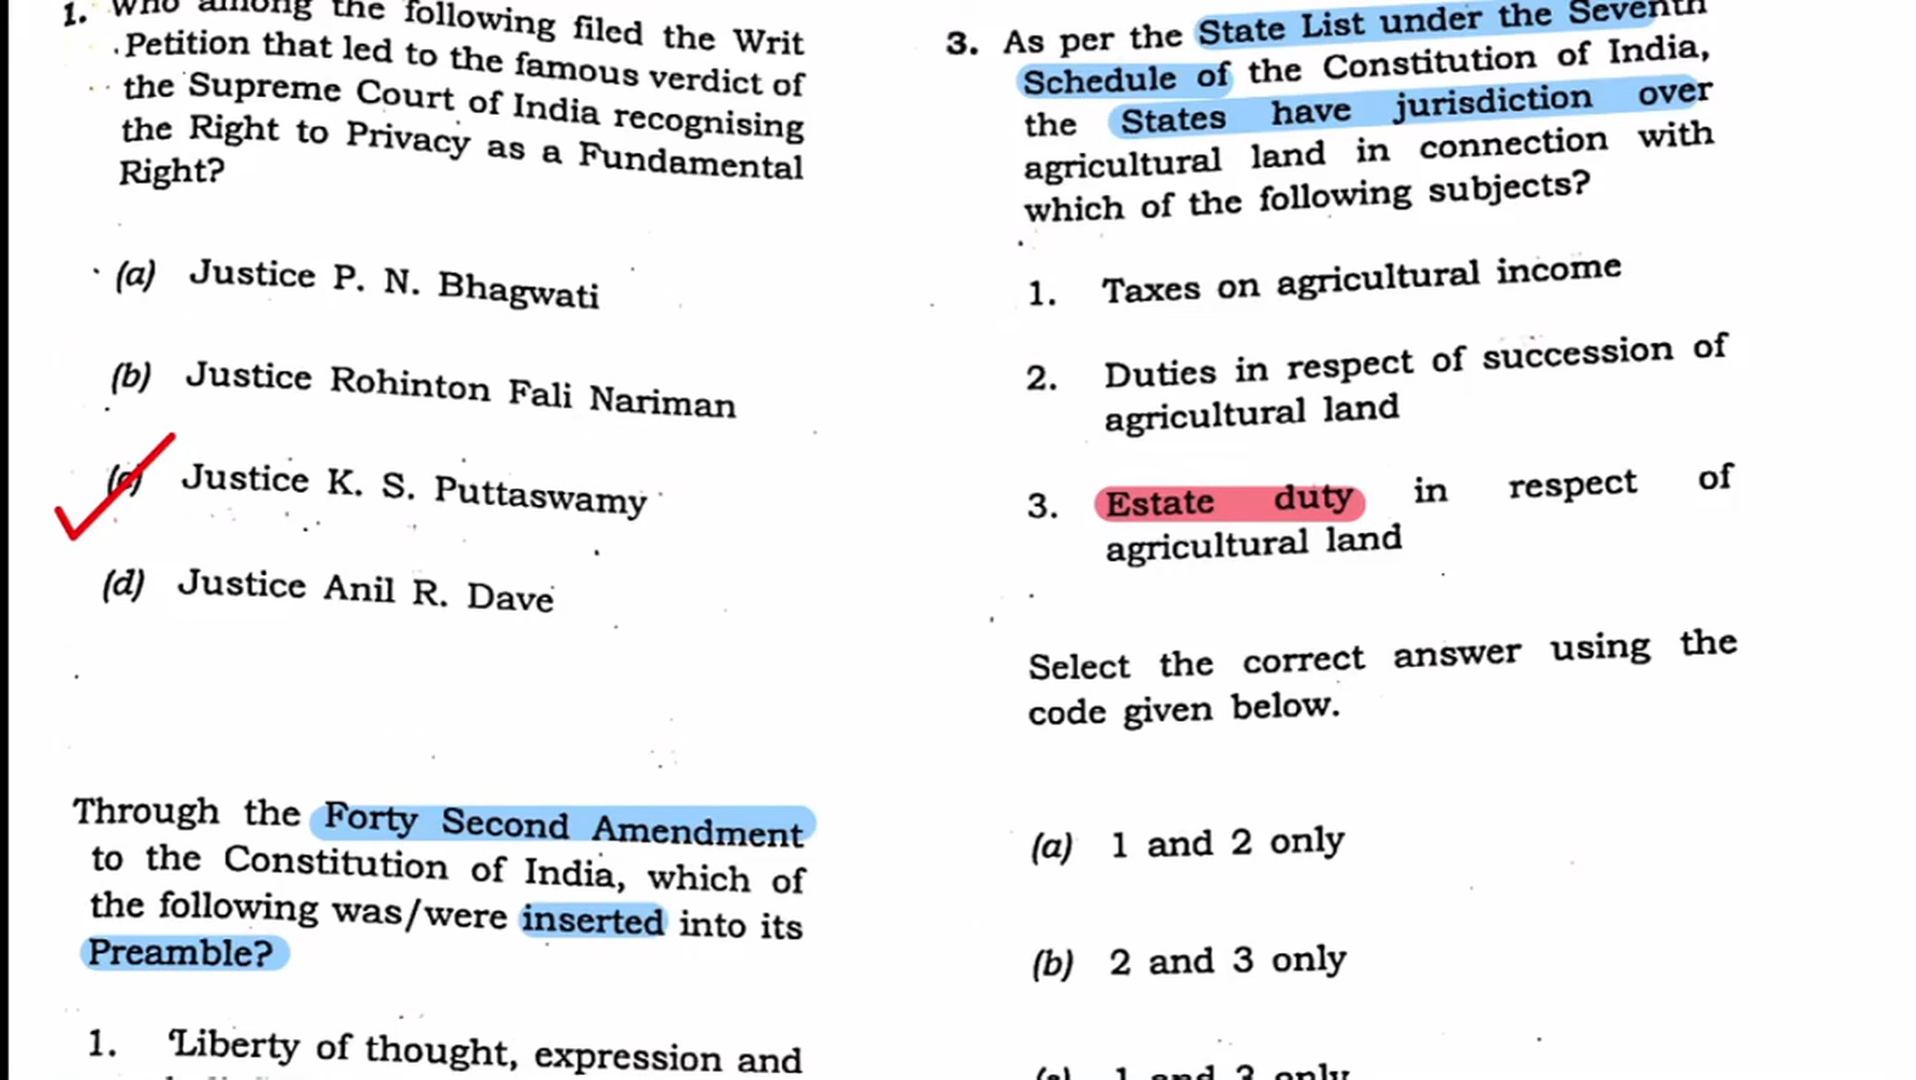 1. Who among the following filed the Writ
Petition that led to the famous verdict of
the Supreme Court of India recognising
the Right to Privacy as a Fundamental
Right?
(a) Justice P. N. Bhagwati
(b) Justice Rohinton Fali Nariman
(c) Justice K. S. Puttaswamy
(d) Justice Anil R. Dave
Through the Forty Second Amendment
to the Constitution of India, which of
the following was/were inserted into its
Preamble?
1. Liberty of thought, expression and
3. As per the State List under the Seventh
Schedule of the Constitution of India,
the States have jurisdiction over
agricultural land in connection with
which of the following subjects?
1. Taxes on agricultural income
2. Duties in respect of succession of
agricultural land
3. Estate duty in respect of
agricultural land
Select the correct answer using the
code given below.
(a) 1 and 2 only
(b) 2 and 3 only
(c) 1 and 3 only